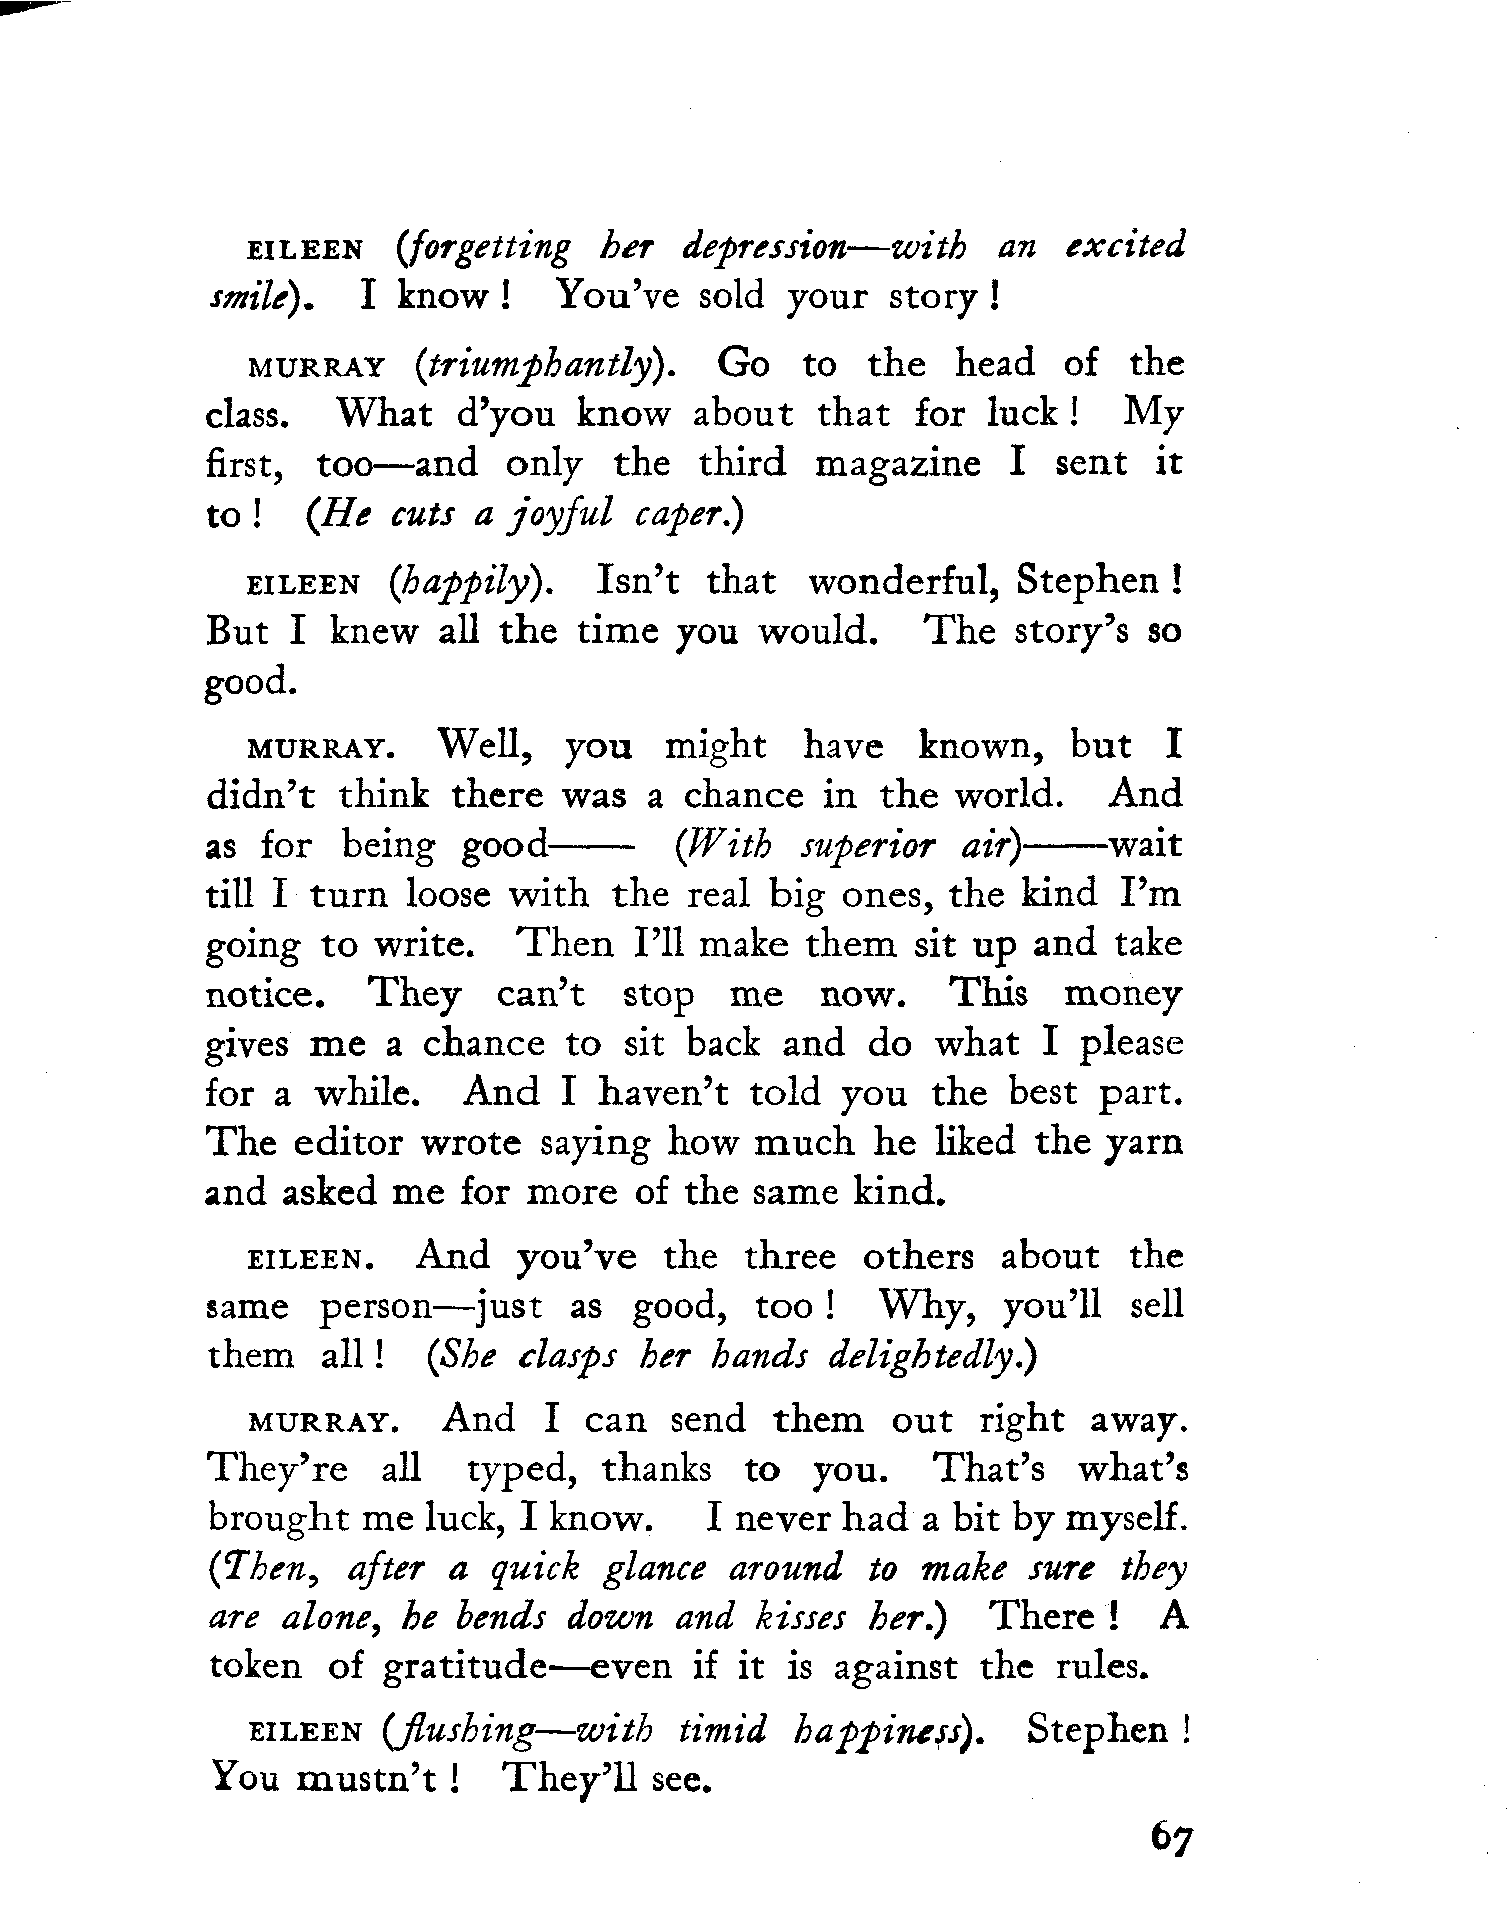 EILEEN (forgetting her depression—with an excited
smile). I know ! You've sold your story !
MURRAY (triumphantly). Go to the head of the
class. What d'you know about that for luck ! My
first, too—and only the third magazine I sent it
to ! (He cuts a joyful caper.)
EILEEN (happily). Isn't that wonderful, Stephen !
But I knew all the time you would. The story's so
good.
MURRAY. Well, you might have known, but I
didn't think there was a chance in the world. And
as for being good—— (With superior air)——wait
till I turn loose with the real big ones, the kind I'm
going to write. Then I'll make them sit up and take
notice. They can't stop me now. This money
gives me a chance to sit back and do what I please
for a while. And I haven't told you the best part.
The editor wrote saying how much he liked the yarn
and asked me for more of the same kind.
EILEEN. And you've the three others about the
same person—just as good, too ! Why, you'll sell
them all ! (She clasps her hands delightedly.)
MURRAY. And I can send them out right away.
They're all typed, thanks to you. That's what's
brought me luck, I know. I never had a bit by myself.
(Then, after a quick glance around to make sure they
are alone, he bends down and kisses her.) There ! A
token of gratitude—even if it is against the rules.
EILEEN (flushing—with timid happiness). Stephen !
You mustn't ! They'll see.
67